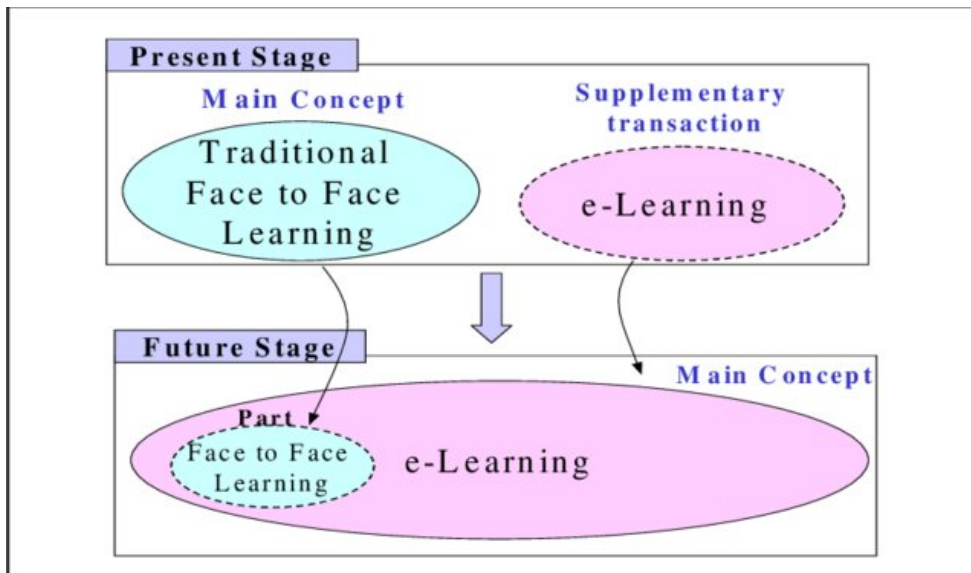 Present Stage
Main Concept
Supplementary
transaction
Traditional
Face to Face
Learning
e-Learning
Future Stage
Main Concept
Part
Face to Face
Learning
e-Learning